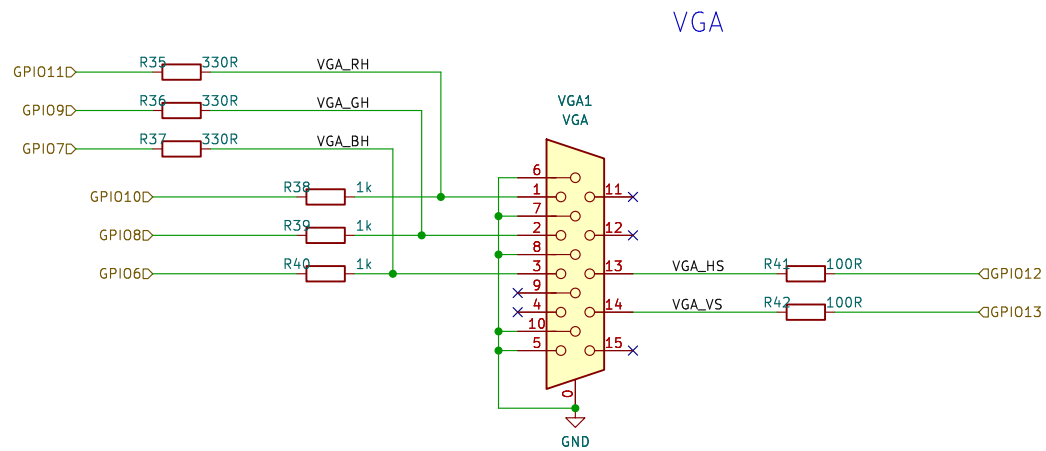 VGA
R35 330R
GPIO11 VGA_RH
R36 330R
GPIO9 VGA_GH
R37 330R
GPIO7 VGA_BH
VGA1
VGA
R38 1k
GPIO10
R39 1k
GPIO8
R40 1k
GPIO6
6
1 11
7
2 12
8
3 13
9
4 14
10
5 15
0
VGA_HS R41 100R
GPIO12
VGA_VS R42 100R
GPIO13
GND